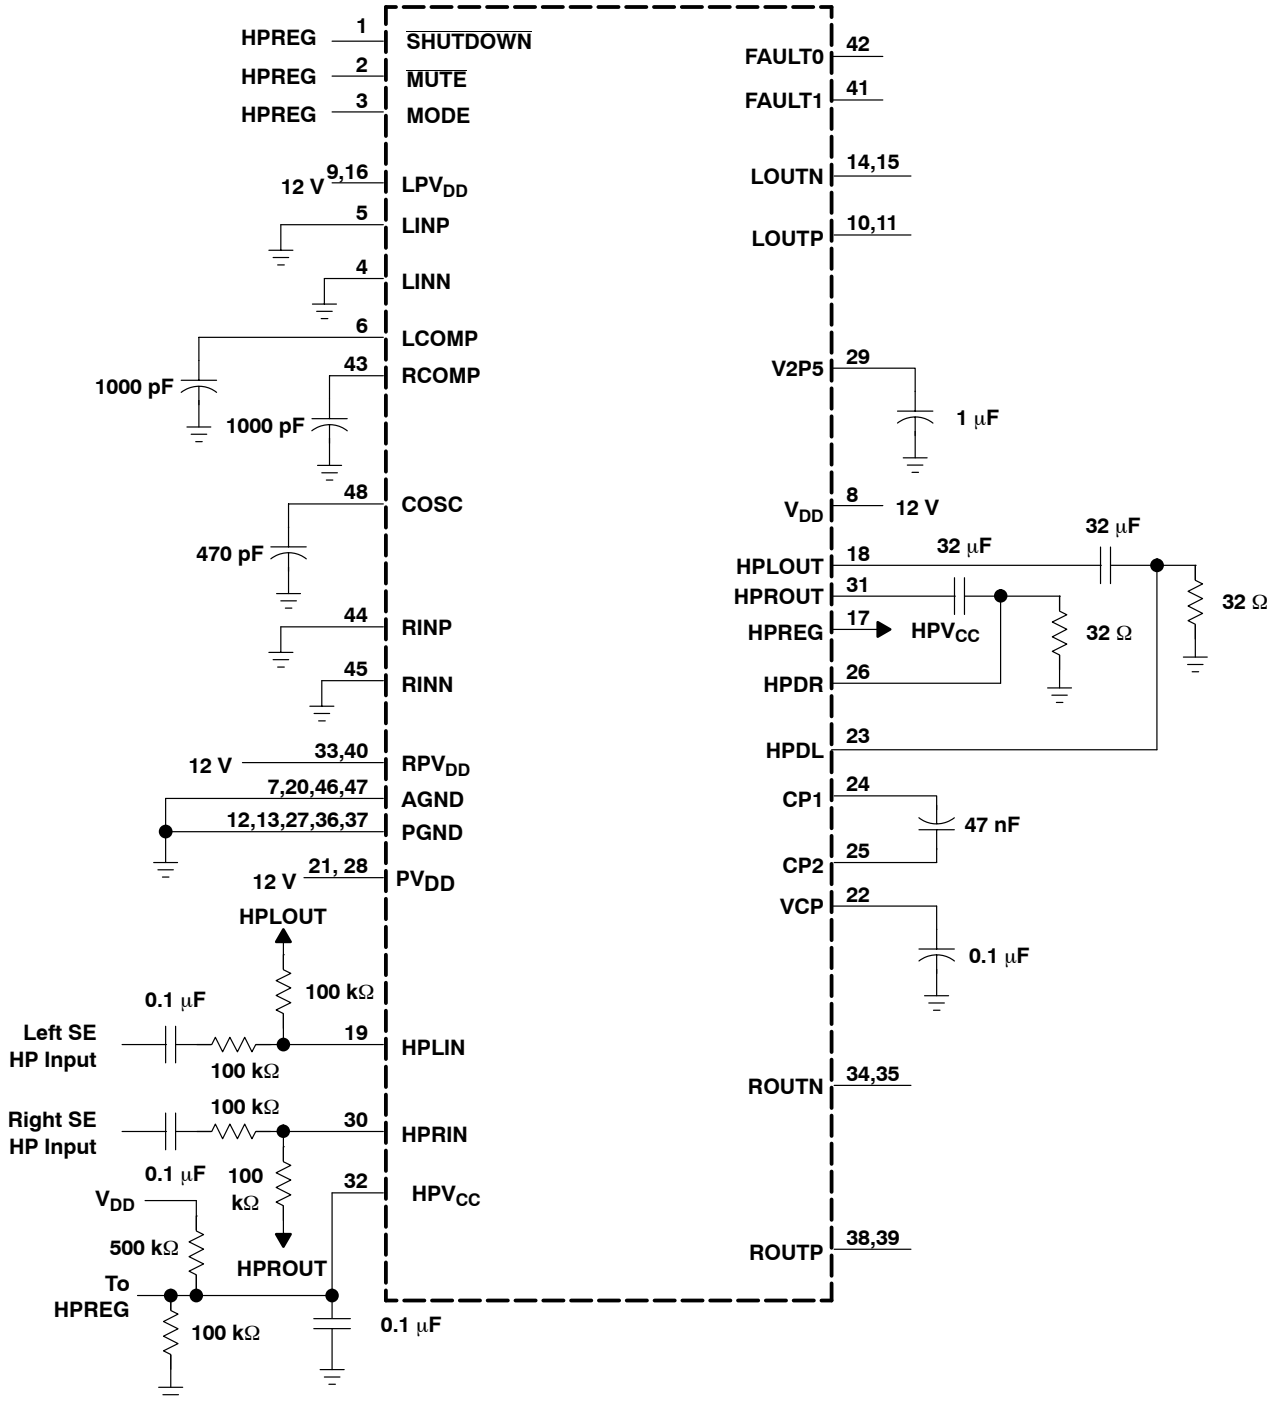 HPREG 1 SHUTDOWN
HPREG 2 MUTE
HPREG 3 MODE
12 V 9,16 LPVDD
5 LINP
4 LINN
6 LCOMP
1000 pF
43 RCOMP
1000 pF
48 COSC
470 pF
44 RINP
45 RINN
12 V 33,40 RPVDD
7,20,46,47 AGND
12,13,27,36,37 PGND
12 V 21, 28 PVDD
HPLOUT
100 kΩ
0.1 μF
Left SE
HP Input
100 kΩ
19 HPLIN
100 kΩ
Right SE
HP Input
30 HPRIN
0.1 μF
100
kΩ
HPROUT
32 HPVCC
VDD
500 kΩ
To
HPREG
100 kΩ
0.1 μF
FAULT0 42
FAULT1 41
LOUTN 14,15
LOUTP 10,11
V2P5 29
1 μF
VDD 8 12 V
HPLOUT 18
32 μF
32 Ω
HPROUT 31
32 μF
32 Ω
HPREG 17 HPVCC
HPDR 26
HPDL 23
CP1 24
47 nF
CP2 25
VCP 22
0.1 μF
ROUTN 34,35
ROUTP 38,39